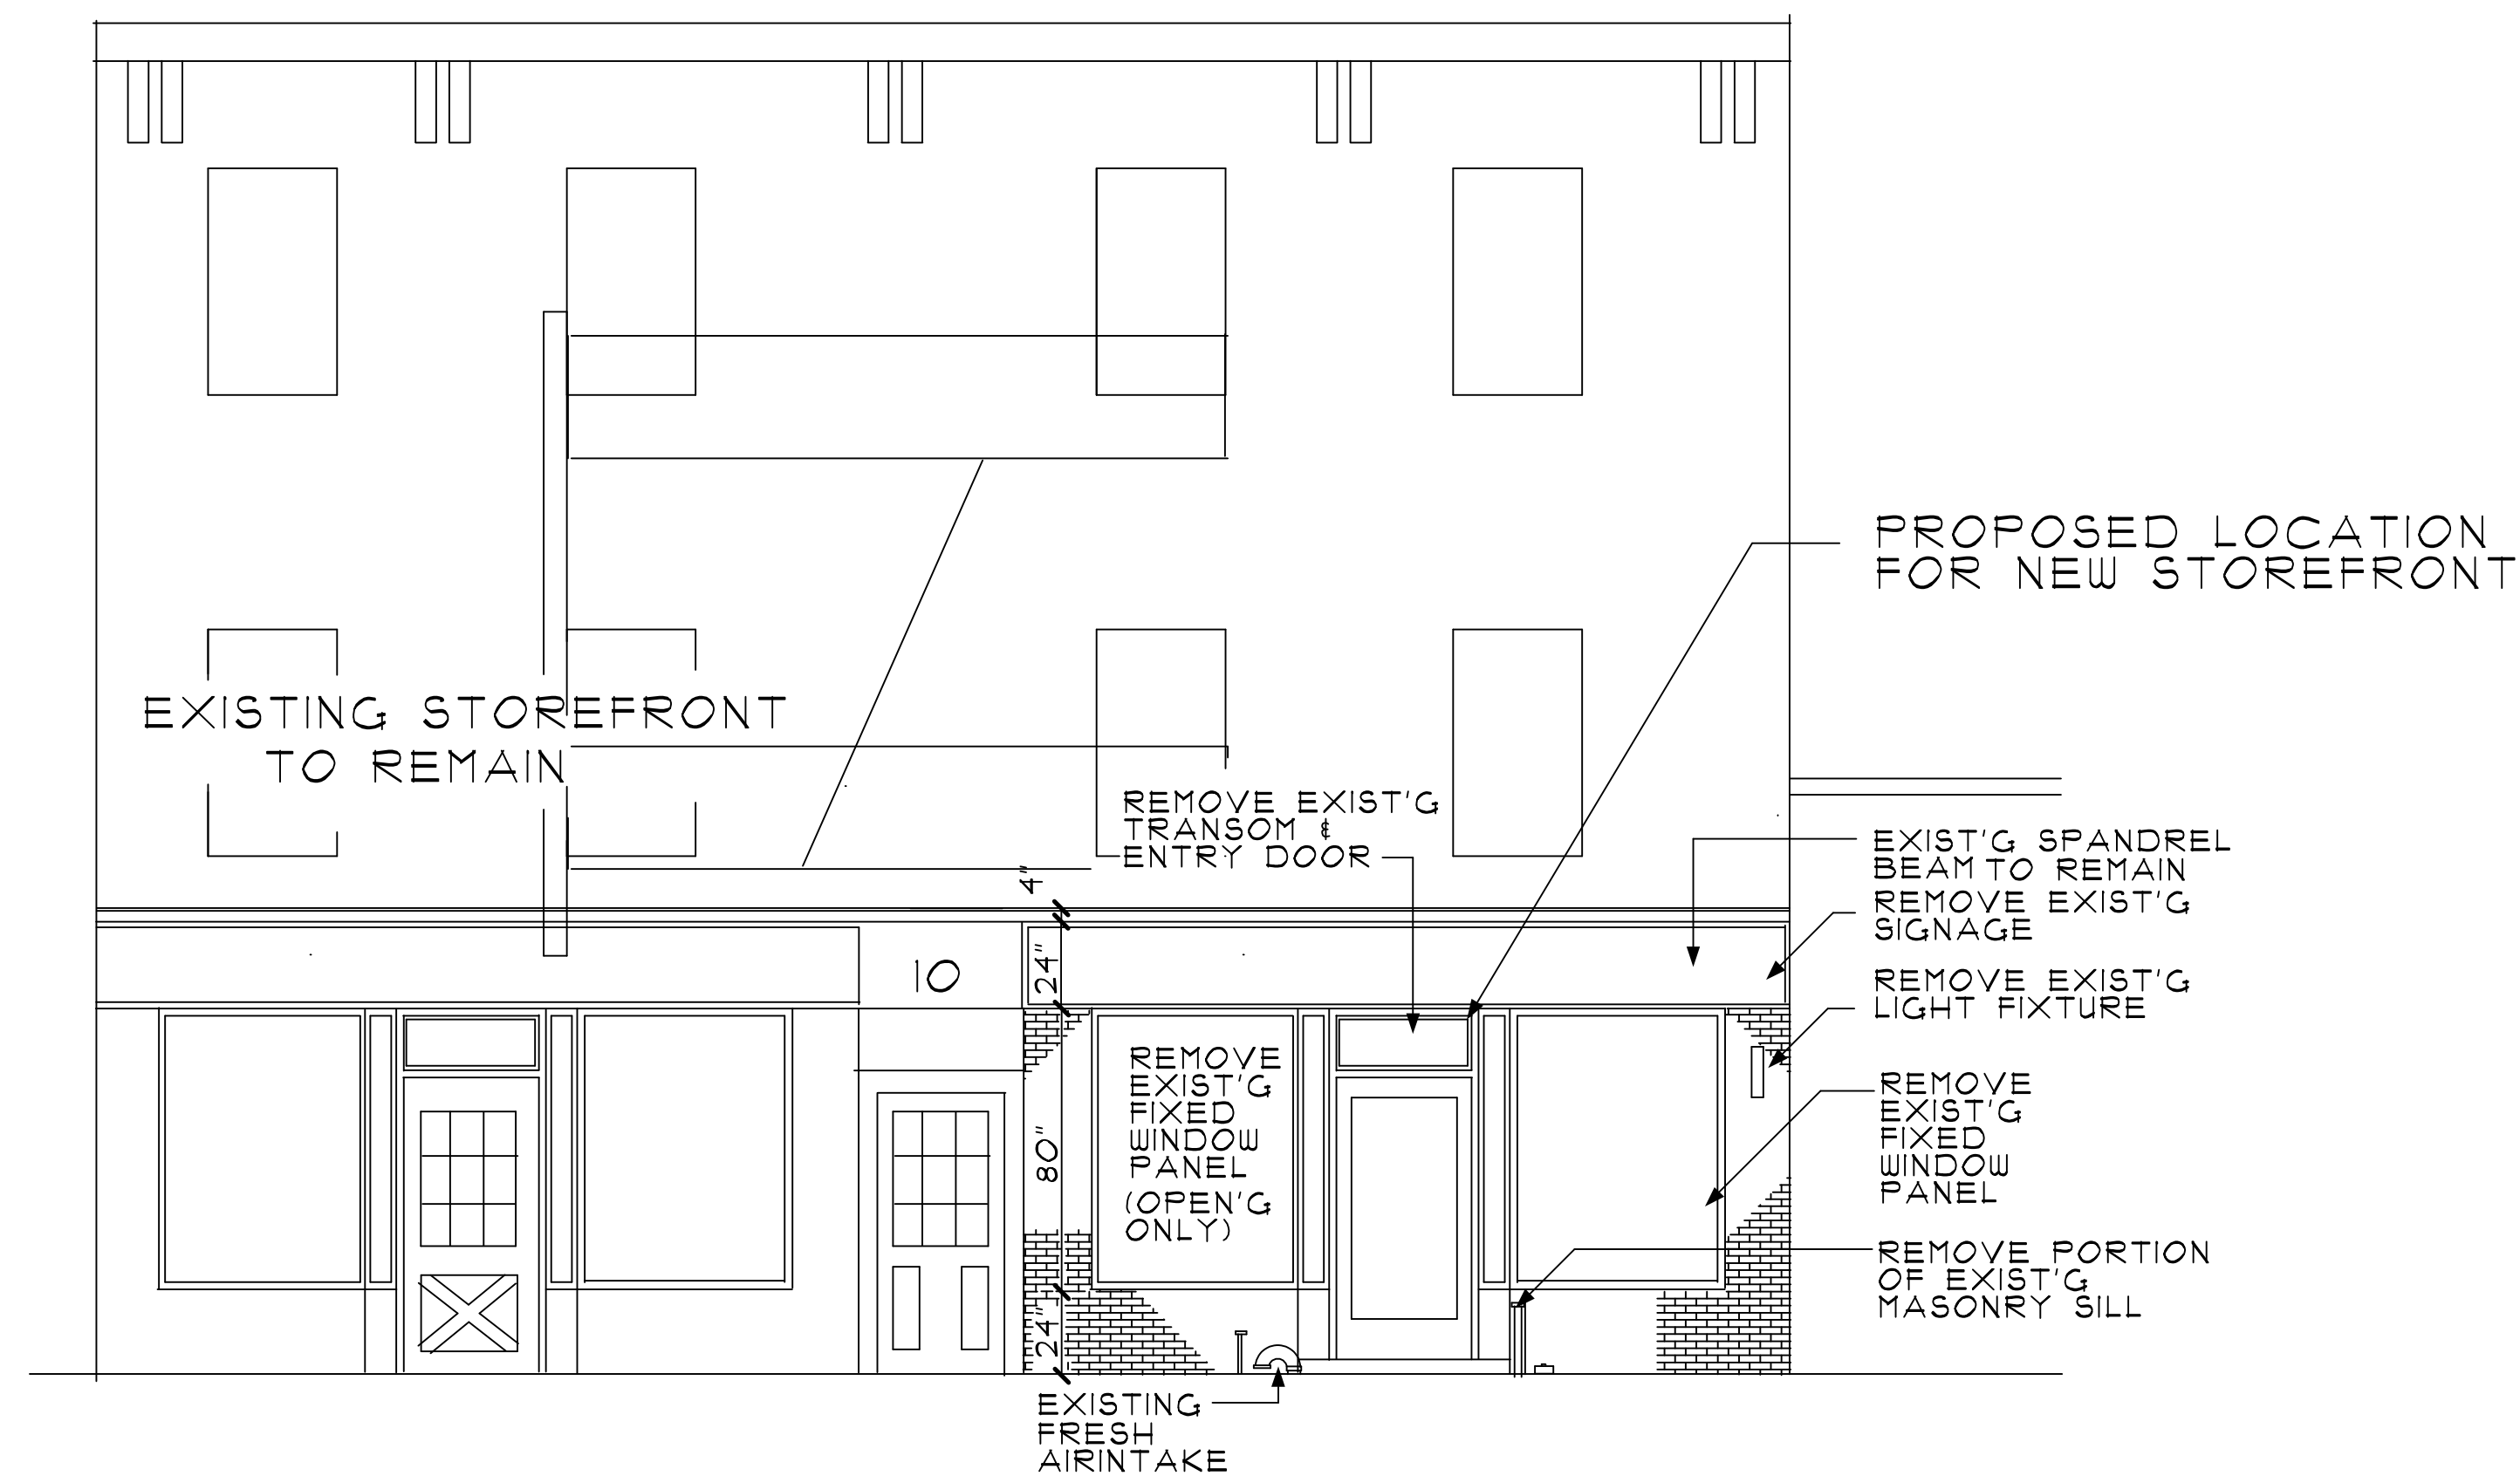 PROPOSED LOCATION
FOR NEW STOREFRONT
EXISTING STOREFRONT
TO REMAIN
REMOVE EXIST'G
TRANSOM &
ENTRY DOOR
EXIST'G SPANDREL
BEAM TO REMAIN
REMOVE EXIST'G
SIGNAGE
4"
24"
10
REMOVE EXIST'G
LIGHT FIXTURE
REMOVE
EXIST'G
FIXED
WINDOW
PANEL
(OPEN'G
ONLY)
80"
REMOVE
EXIST'G
FIXED
WINDOW
PANEL
REMOVE PORTION
OF EXIST'G
MASONRY SILL
24"
EXISTING
FRESH
AIRINTAKE